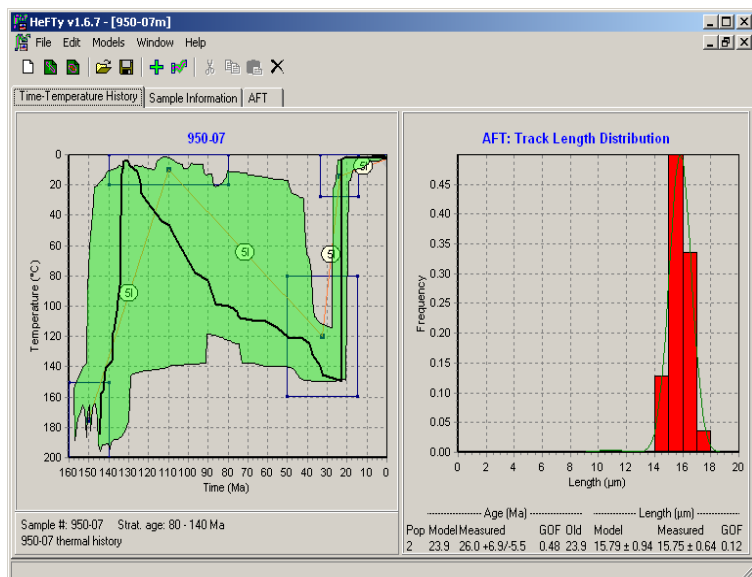 HeFTy v1.6.7 - [950-07m]
File Edit Models Window Help
Time-Temperature History Sample Information AFT
950-07
0
20
40
60
80
100
120
140
160
180
200
Temperature (°C)
5l 5l 5l 5l
160 150 140 130 120 110 100 90 80 70 60 50 40 30 20 10 0
Time (Ma)
Sample #: 950-07 Strat. age: 80 - 140 Ma
950-07 thermal history
AFT: Track Length Distribution
0.45
0.40
0.35
0.30
0.25
0.20
0.15
0.10
0.05
0.00
Frequency
0 2 4 6 8 10 12 14 16 18 20
Length (µm)
Age (Ma) Length (µm)
Pop Model Measured GOF Old Model Measured GOF
2 23.9 26.0 +6.9/-5.5 0.48 23.9 15.79 ± 0.94 15.75 ± 0.64 0.12